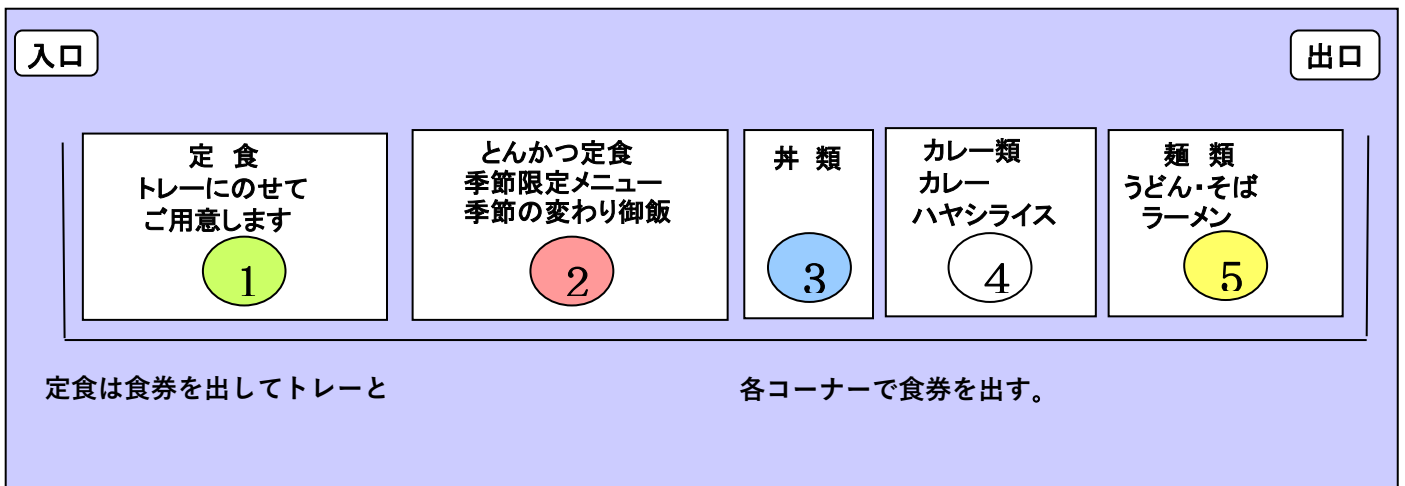 入口
出口
定　食
トレーにのせて
ご用意します
1
とんかつ定食
季節限定メニュー
季節の変わり御飯
2
丼　類
3
カレー類
カレー
ハヤシライス
4
麺　類
うどん・そば
ラーメン
5
定食は食券を出してトレーと
各コーナーで食券を出す。